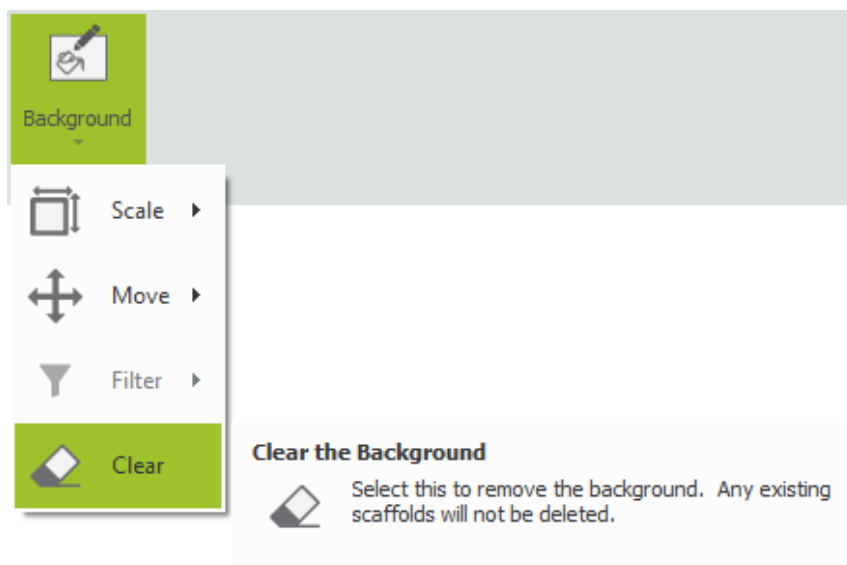 Background
Scale
Move
Filter
Clear
Clear the Background
Select this to remove the background.  Any existing
scaffolds will not be deleted.